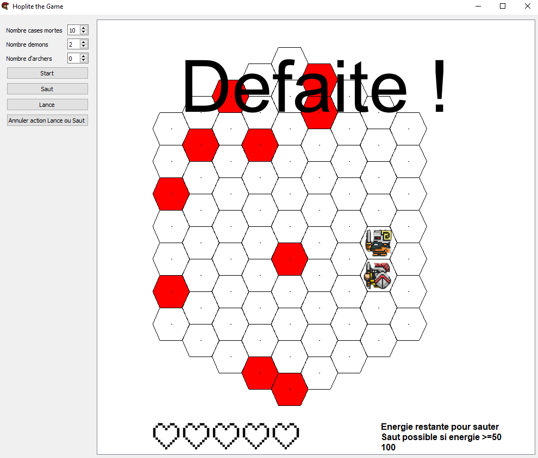 Hoplite the Game
Nombre cases mortes 10
Nombre demons 2
Nombre d'archers 0
Start
Saut
Lance
Annuler action Lance ou Saut
Defaite !
Energie restante pour sauter
Saut possible si energie >=50
100